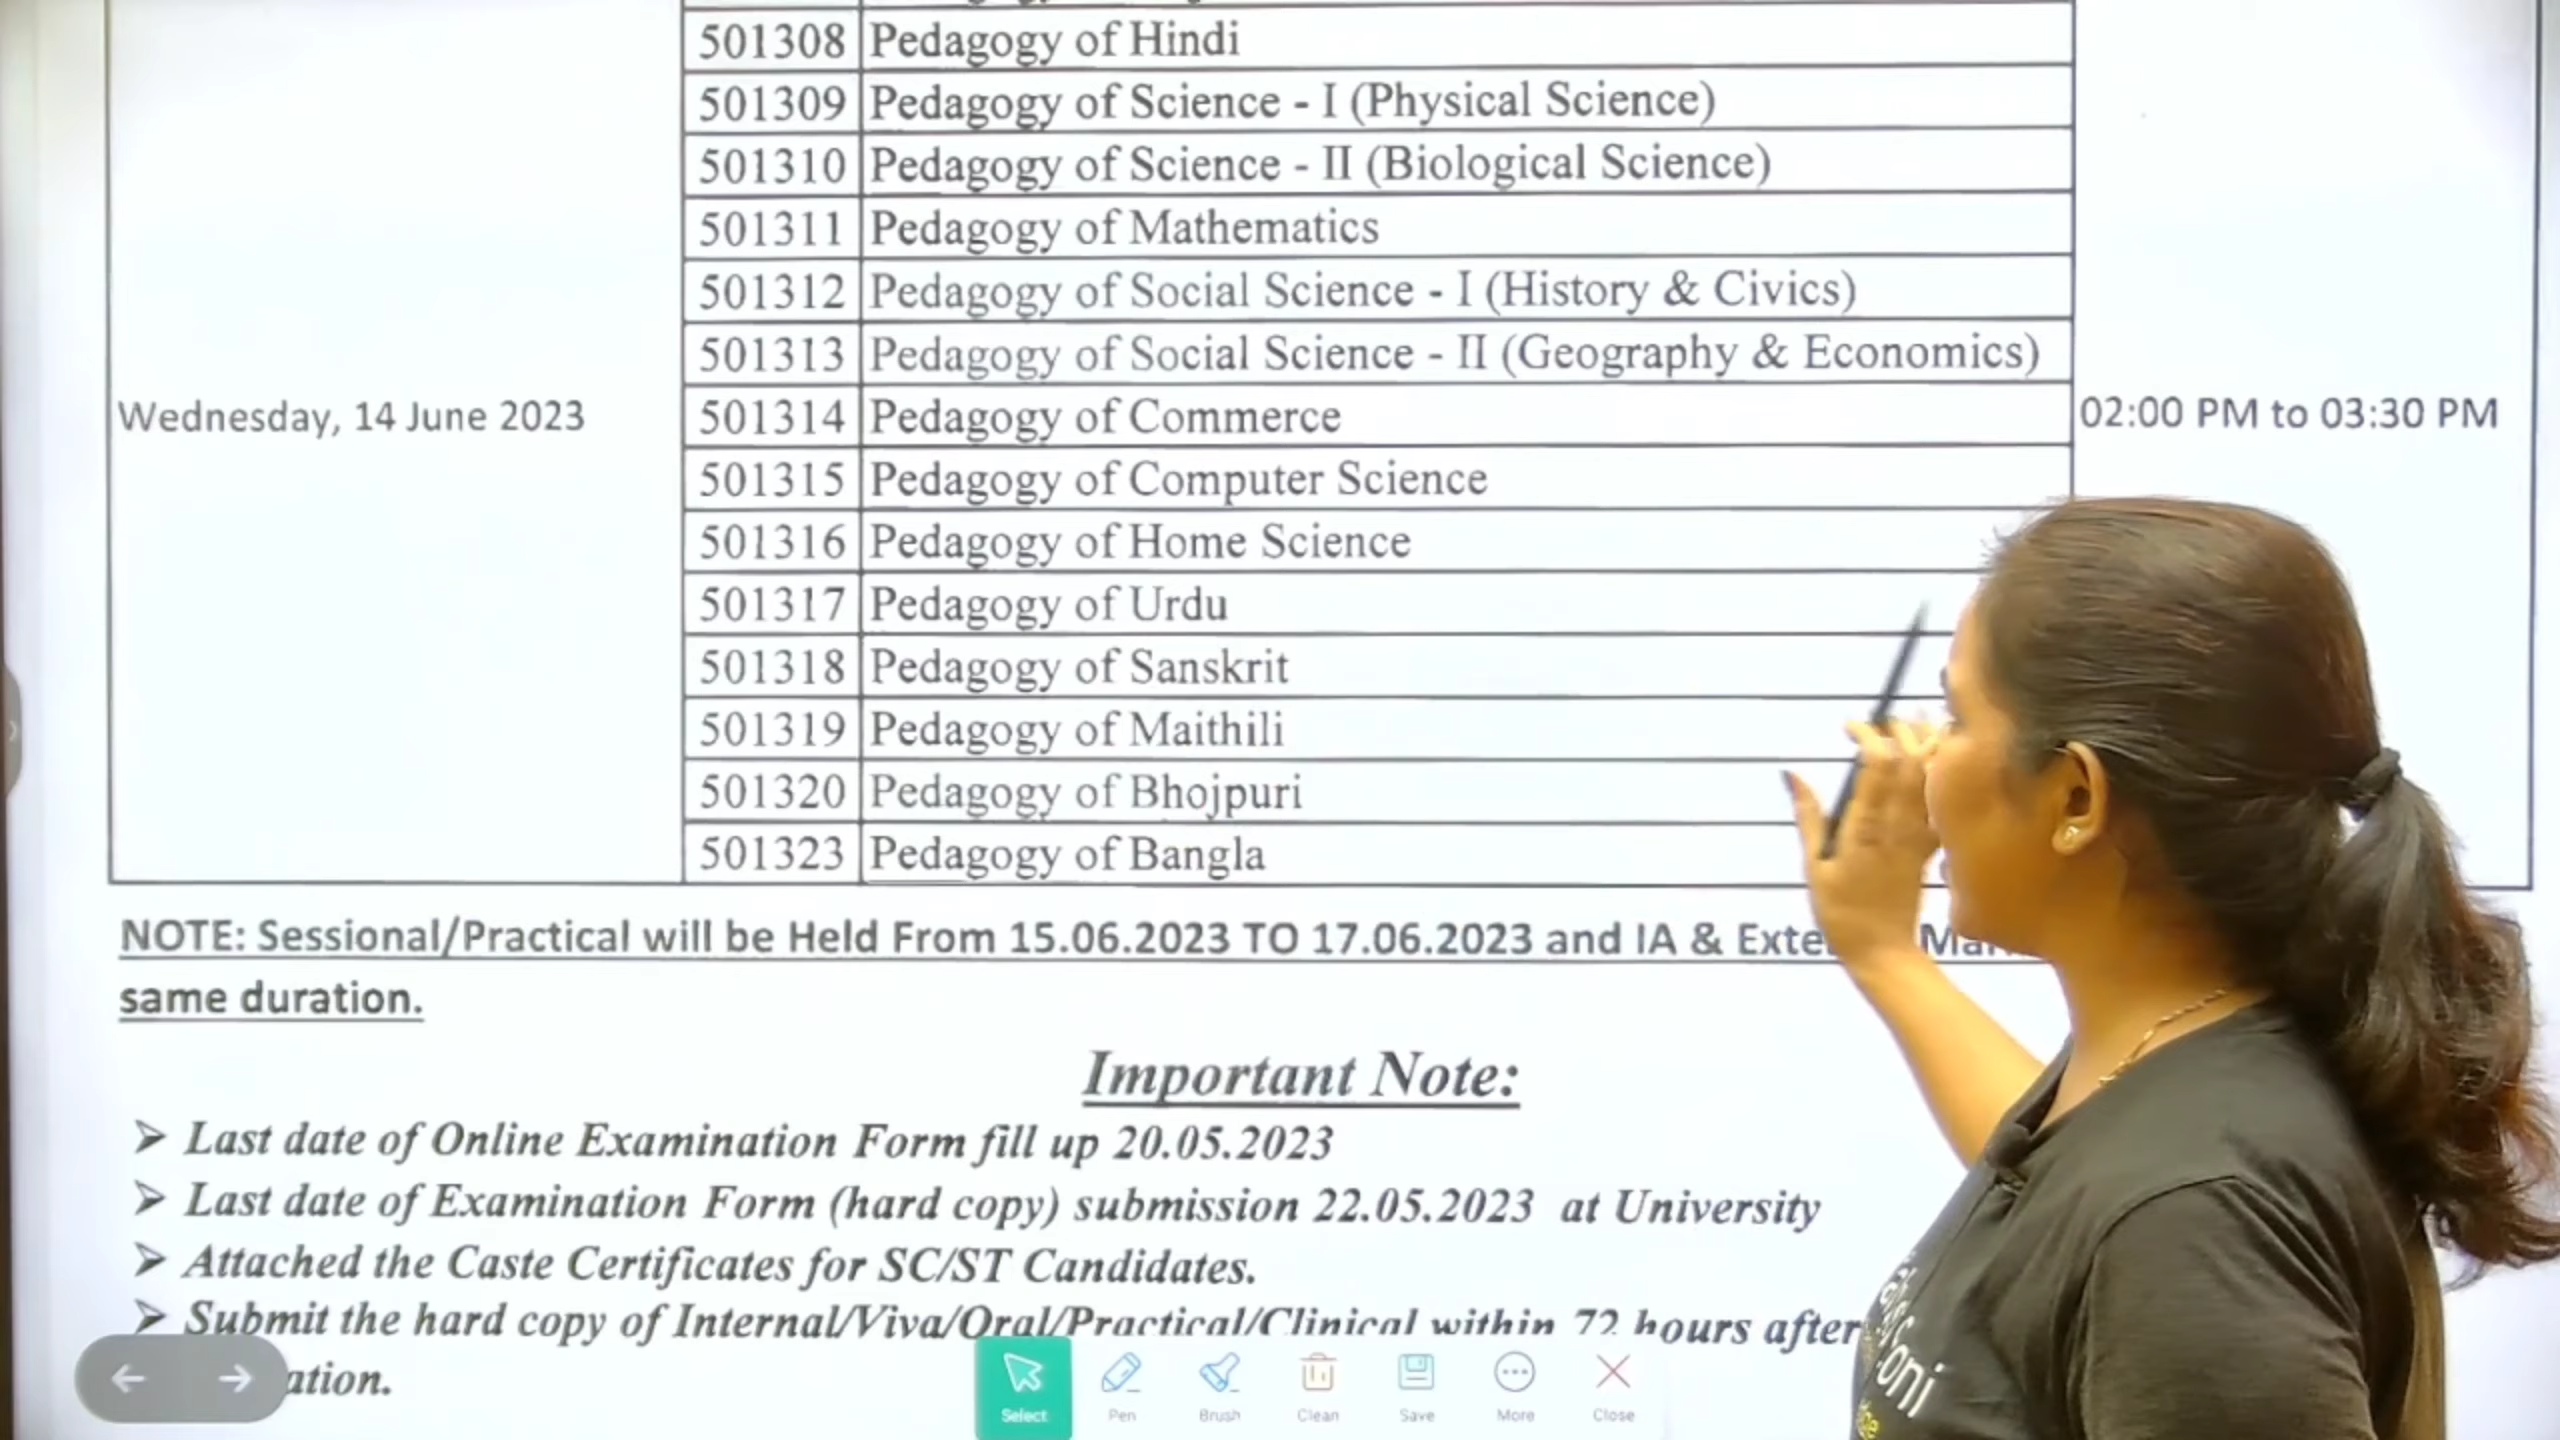 501308 Pedagogy of Hindi
501309 Pedagogy of Science - I (Physical Science)
501310 Pedagogy of Science - II (Biological Science)
501311 Pedagogy of Mathematics
501312 Pedagogy of Social Science - I (History & Civics)
501313 Pedagogy of Social Science - II (Geography & Economics)
Wednesday, 14 June 2023 501314 Pedagogy of Commerce 02:00 PM to 03:30 PM
501315 Pedagogy of Computer Science
501316 Pedagogy of Home Science
501317 Pedagogy of Urdu
501318 Pedagogy of Sanskrit
501319 Pedagogy of Maithili
501320 Pedagogy of Bhojpuri
501323 Pedagogy of Bangla
NOTE: Sessional/Practical will be Held From 15.06.2023 TO 17.06.2023 and IA &
same duration.
Important Note:
➢ Last date of Online Examination Form fill up 20.05.2023
➢ Last date of Examination Form (hard copy) submission 22.05.2023 at University
➢ Attached the Caste Certificates for SC/ST Candidates.
➢ Submit the hard copy of Internal/Viva/Oral/Practical/Clinical within 72 hours after
ation.
Select Pen Brush Clean Save More Close